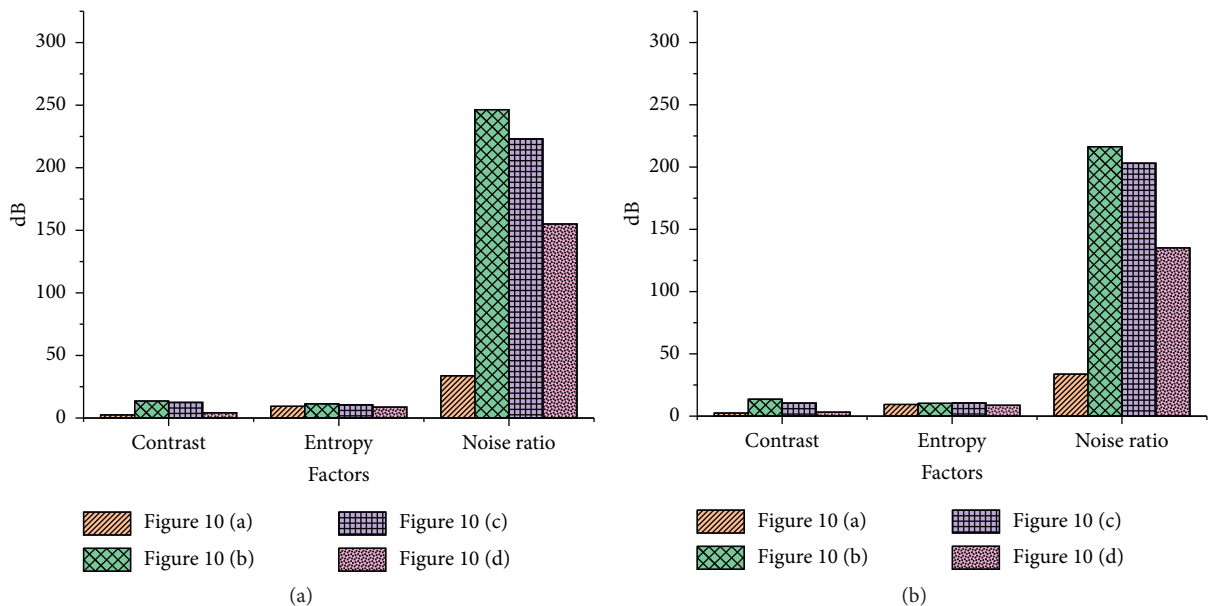 300
250
200
150
100
50
0
dB
Contrast
Entropy
Noise ratio
Factors
Figure 10 (a)
Figure 10 (c)
Figure 10 (b)
Figure 10 (d)
(a)
300
250
200
150
100
50
0
dB
Contrast
Entropy
Noise ratio
Factors
Figure 10 (a)
Figure 10 (c)
Figure 10 (b)
Figure 10 (d)
(b)